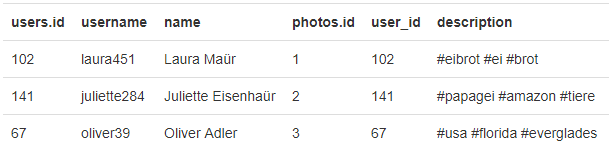 users.id username name photos.id user_id description
102 laura451 Laura Maür 1 102 #eibrot #ei #brot
141 juliette284 Juliette Eisenhaür 2 141 #papagei #amazon #tiere
67 oliver39 Oliver Adler 3 67 #usa #florida #everglades